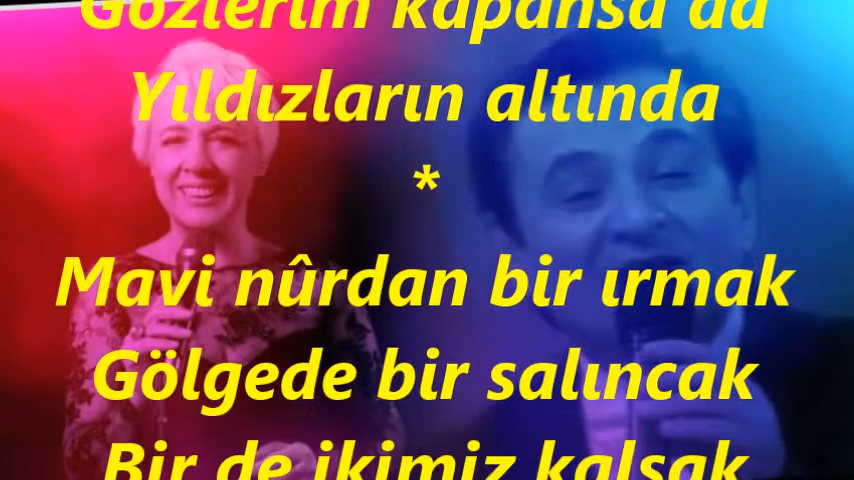 Gözlerim kapansa da
Yıldızların altında
*
Mavi nûrdan bir ırmak
Gölgede bir salıncak
Bir de ikimiz kalsak